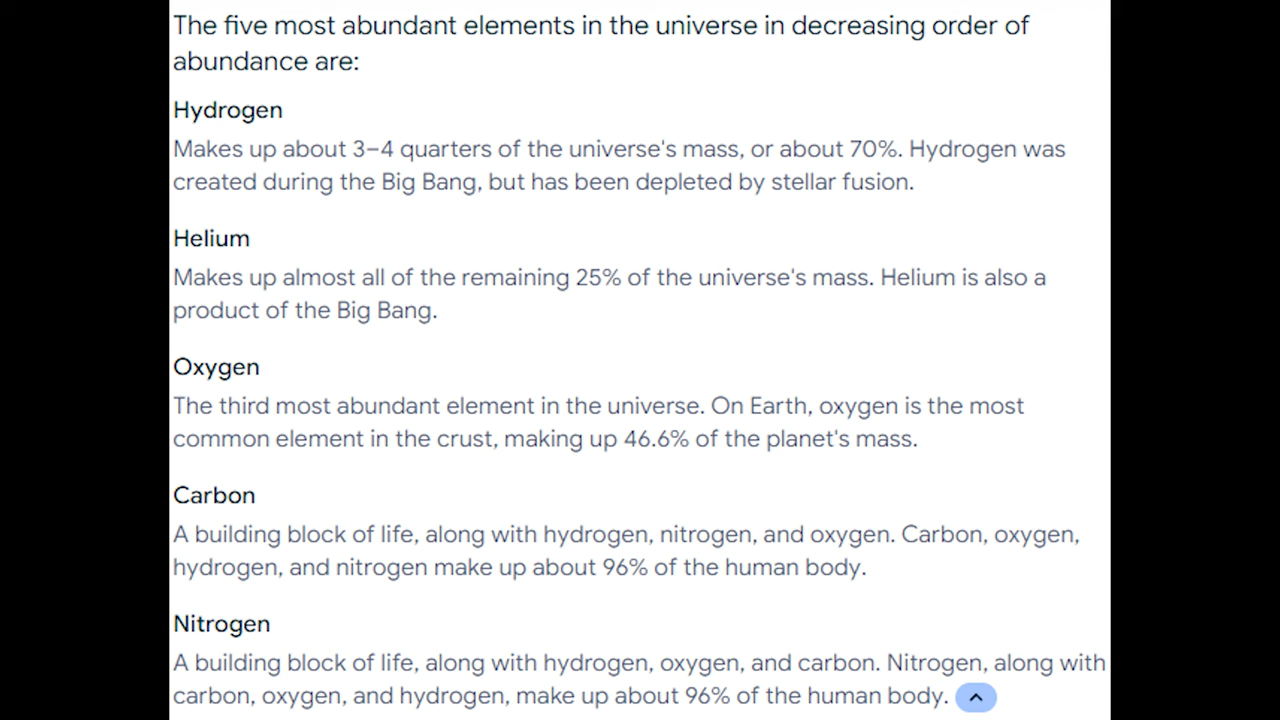 The five most abundant elements in the universe in decreasing order of
abundance are:
Hydrogen
Makes up about 3–4 quarters of the universe's mass, or about 70%. Hydrogen was
created during the Big Bang, but has been depleted by stellar fusion.
Helium
Makes up almost all of the remaining 25% of the universe's mass. Helium is also a
product of the Big Bang.
Oxygen
The third most abundant element in the universe. On Earth, oxygen is the most
common element in the crust, making up 46.6% of the planet's mass.
Carbon
A building block of life, along with hydrogen, nitrogen, and oxygen. Carbon, oxygen,
hydrogen, and nitrogen make up about 96% of the human body.
Nitrogen
A building block of life, along with hydrogen, oxygen, and carbon. Nitrogen, along with
carbon, oxygen, and hydrogen, make up about 96% of the human body.